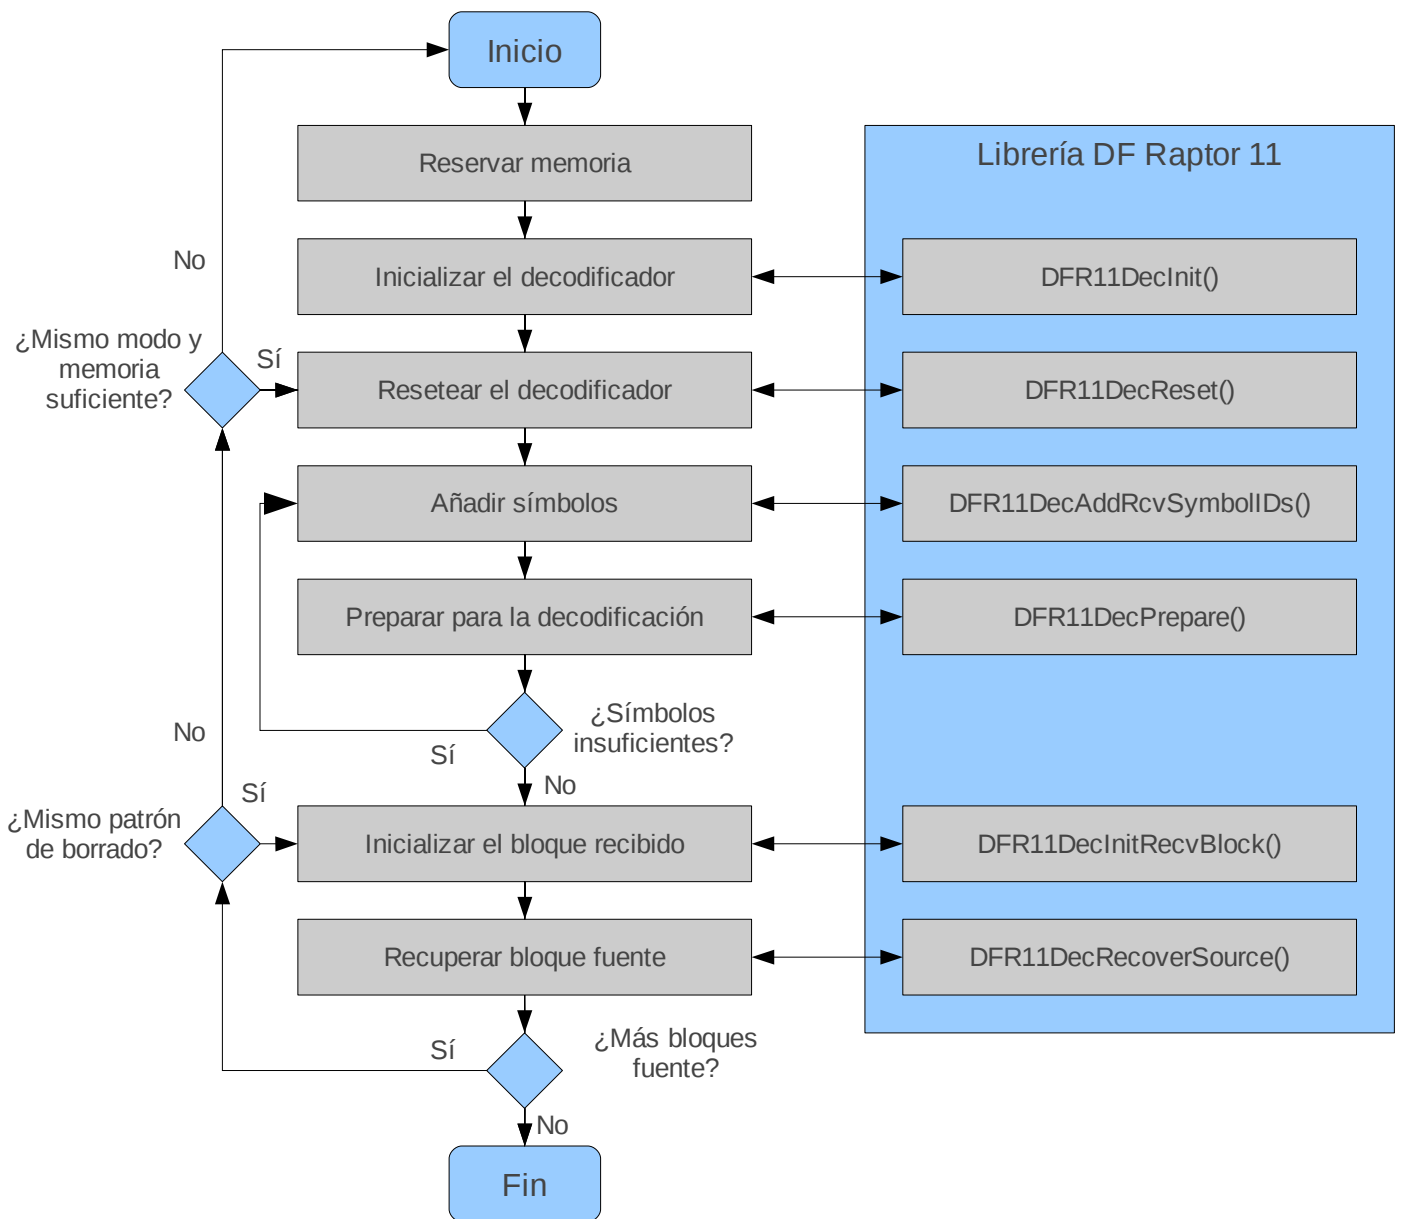 Inicio
Reservar memoria
Librería DF Raptor 11
No
Inicializar el decodificador
DFR11DecInit()
¿Mismo modo y
memoria
suficiente?
Sí
Resetear el decodificador
DFR11DecReset()
Añadir símbolos
DFR11DecAddRcvSymbolIDs()
Preparar para la decodificación
DFR11DecPrepare()
¿Símbolos
insuficientes?
Sí
No
No
Sí
¿Mismo patrón
de borrado?
Inicializar el bloque recibido
DFR11DecInitRecvBlock()
Recuperar bloque fuente
DFR11DecRecoverSource()
Sí
¿Más bloques
fuente?
No
Fin